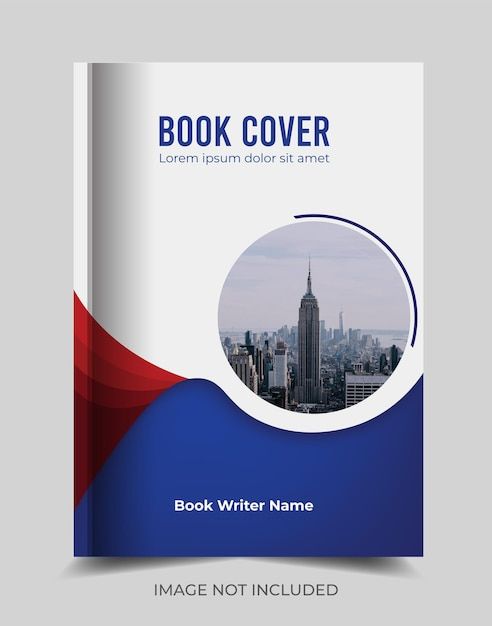 BOOK COVER
Lorem ipsum dolor sit amet
Book Writer Name
IMAGE NOT INCLUDED